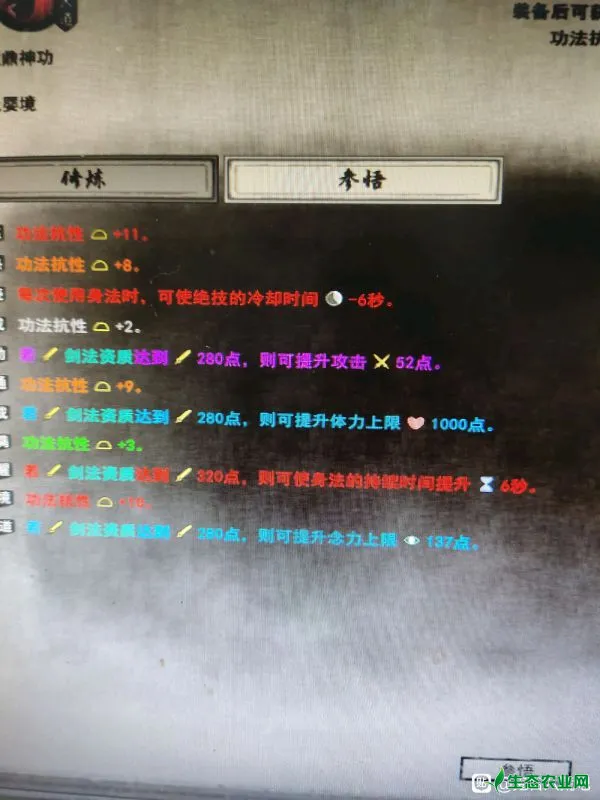 装备后可
鼎神功
功法抗
婴境
修炼
参悟
功法抗性 +11。
功法抗性 +8。
每次使用身法时，可使绝技的冷却时间 -6秒。
功法抗性 +2。
若 剑法资质达到 280点，则可提升攻击 52点。
功法抗性 +9。
若 剑法资质达到 280点，则可提升体力上限 1000点。
功法抗性 +3。
若 剑法资质达到 320点，则可使身法的持续时间提升 6秒。
功法抗性
若 剑法资质达到 280点，则可提升念力上限 137点。
参悟
生态农业网